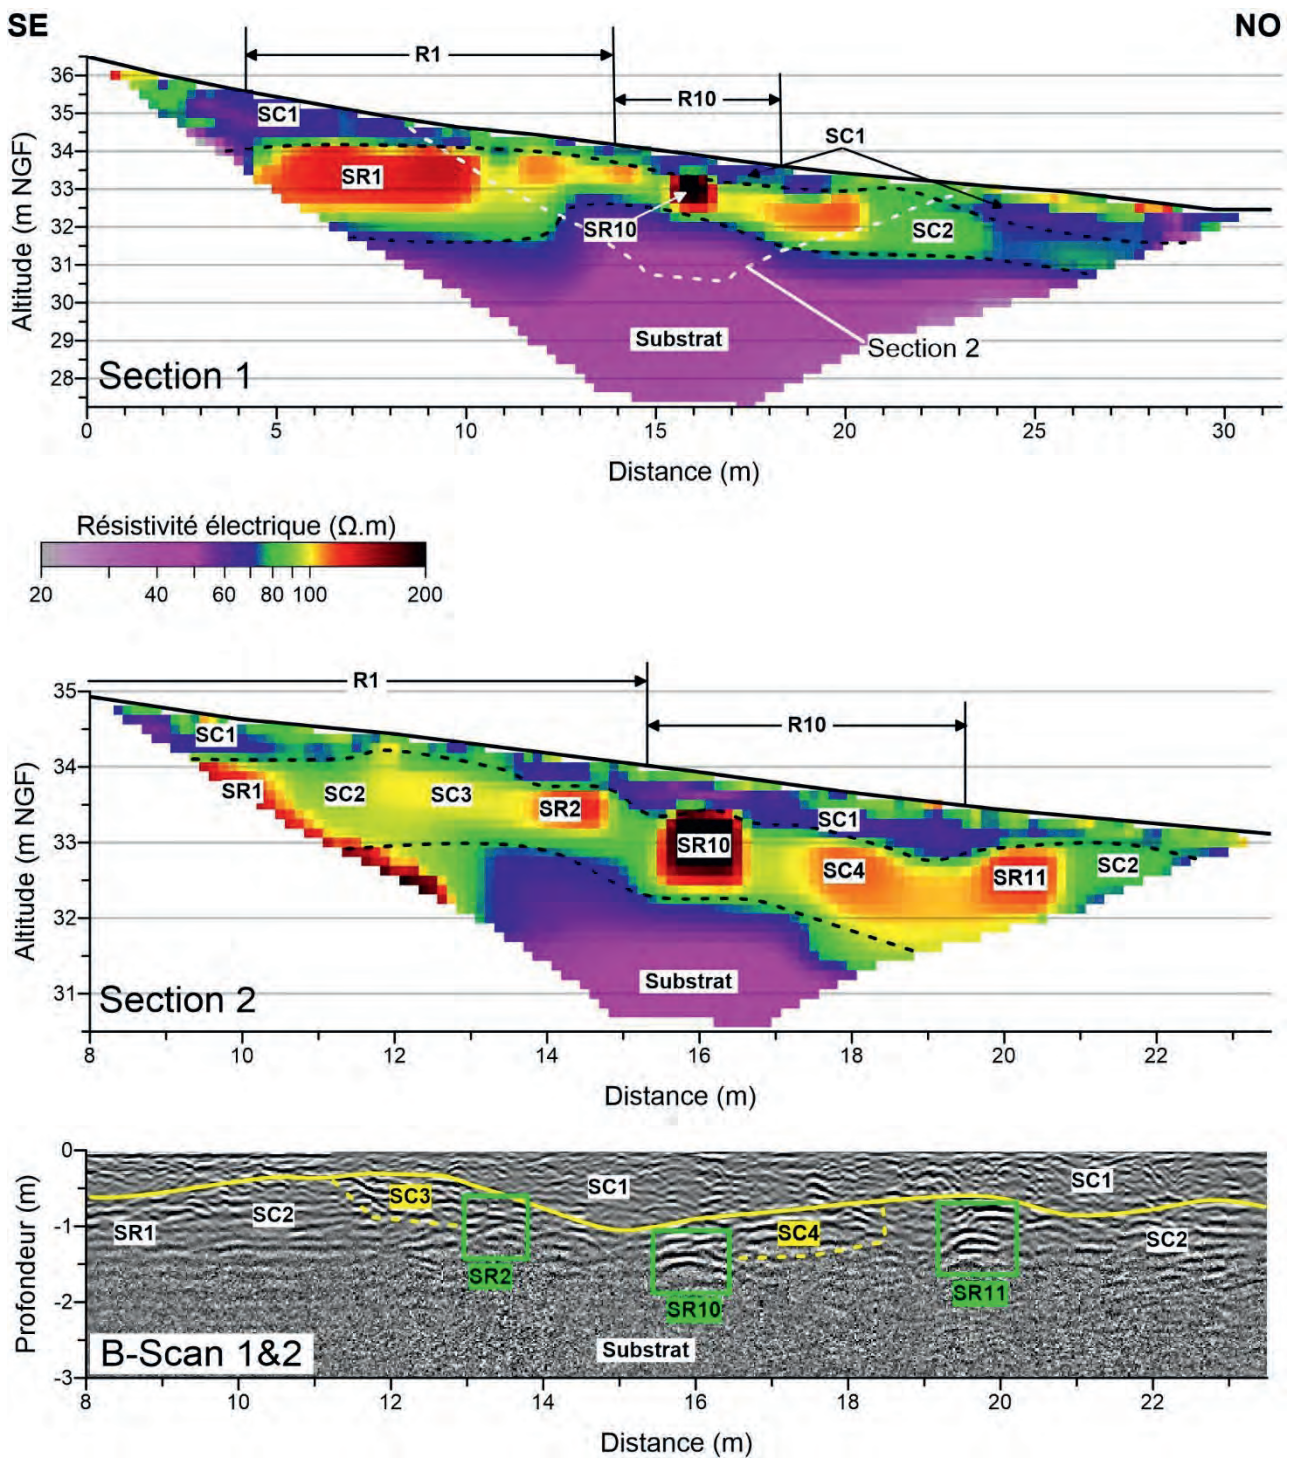 SE
NO
R1
R10
SC1
SC1
SR1
SR10
SC2
Substrat
Section 2
Section 1
Altitude (m NGF)
36
35
34
33
32
31
30
29
28
0
5
10
15
20
25
30
Distance (m)
Résistivité électrique (Ω.m)
20
40
60
80
100
200
R1
R10
SC1
SR1
SC2
SC3
SR2
SR10
SC1
SC4
SR11
SC2
Substrat
Section 2
Altitude (m NGF)
35
34
33
32
31
8
10
12
14
16
18
20
22
Distance (m)
SC3
SC1
SC1
SR1
SC2
SC4
SC2
SR2
SR10
SR11
Substrat
B-Scan 1&2
Profondeur (m)
0
-1
-2
-3
8
10
12
14
16
18
20
22
Distance (m)